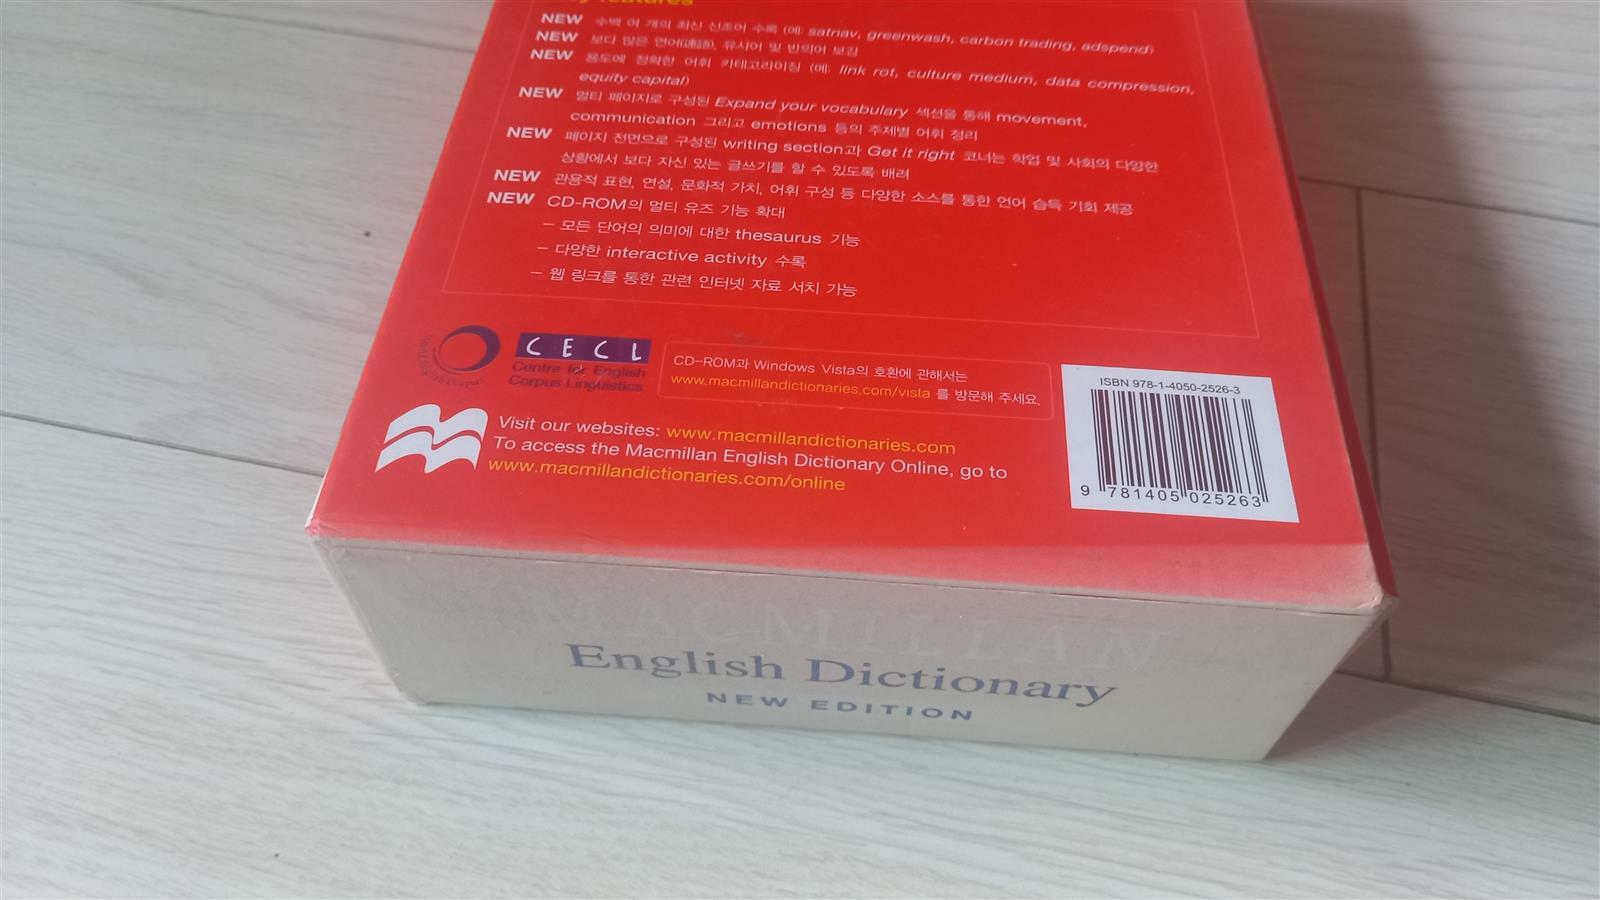 features
NEW 수백 여 개의 최신 신조어 수록 (예: satnav, greenwash, carbon trading, adspend)
NEW 보다 많은 연어(連語), 유사어 및 반의어 보강
NEW 용도에 정확한 어휘 카테고라이징 (예: link rot, culture medium, data compression,
equity capital)
NEW 멀티 페이지로 구성된 Expand your vocabulary 섹션을 통해 movement,
communication 그리고 emotions 등의 주제별 어휘 정리
NEW 페이지 전면으로 구성된 writing section과 Get it right 코너는 학업 및 사회의 다양한
상황에서 보다 자신 있는 글쓰기를 할 수 있도록 배려
NEW 관용적 표현, 연설, 문화적 가치, 어휘 구성 등 다양한 소스를 통한 언어 습득 기회 제공
NEW CD-ROM의 멀티 유즈 기능 확대
– 모든 단어의 의미에 대한 thesaurus 기능
– 다양한 interactive activity 수록
– 웹 링크를 통한 관련 인터넷 자료 서치 가능
CECL
Centre for English
Corpus Linguistics
CD-ROM과 Windows Vista의 호환에 관해서는
www.macmillandictionaries.com/vista 를 방문해 주세요.
Visit our websites: www.macmillandictionaries.com
To access the Macmillan English Dictionary Online, go to
www.macmillandictionaries.com/online
ISBN 978-1-4050-2526-3
9 781405 025263
MACMILLAN
English Dictionary
NEW EDITION